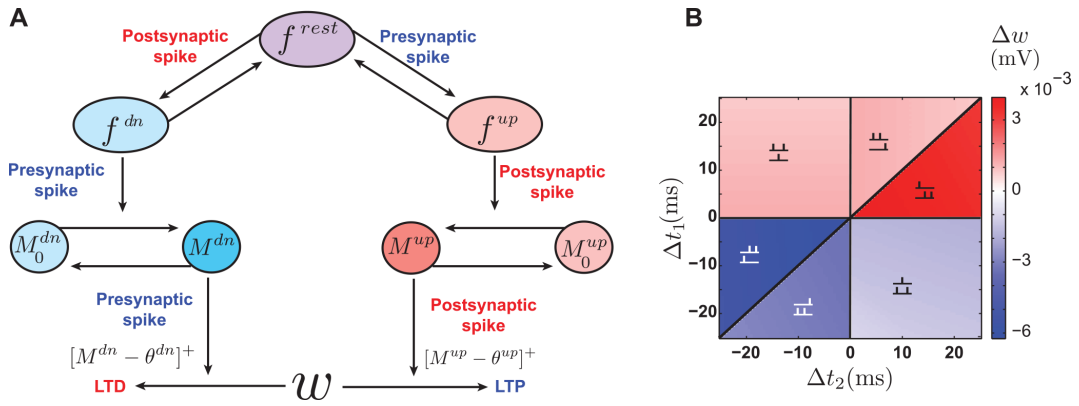 A
f^{rest}
Postsynaptic
spike
Presynaptic
spike
f^{dn}
f^{up}
Presynaptic
spike
Postsynaptic
spike
M_0^{dn}
M^{dn}
M^{up}
M_0^{up}
Presynaptic
spike
Postsynaptic
spike
[M^{dn} − θ^{dn}]^+
[M^{up} − θ^{up}]^+
LTD
w
LTP
B
Δw
(mV)
x 10^{−3}
3
0
−3
−6
Δt_1(ms)
20
10
0
−10
−20
−20
−10
0
10
20
Δt_2(ms)